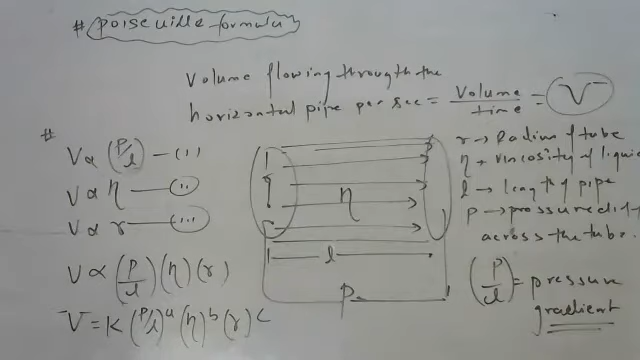 # Poiseuille formula
Volume flowing through the
horizontal pipe per sec = Volume/time = V
#
V ∝ (P/l) — (i)
V ∝ η — (ii)
V ∝ r — (iii)
V ∝ (P/l) (η) (r)
V = K (P/l)^a (η)^b (r)^c
η
l
P
r → Radius of tube
η → viscosity of liquid
l → length of pipe
P → pressure diff
across the tube.
(P/l) = pressure
gradient